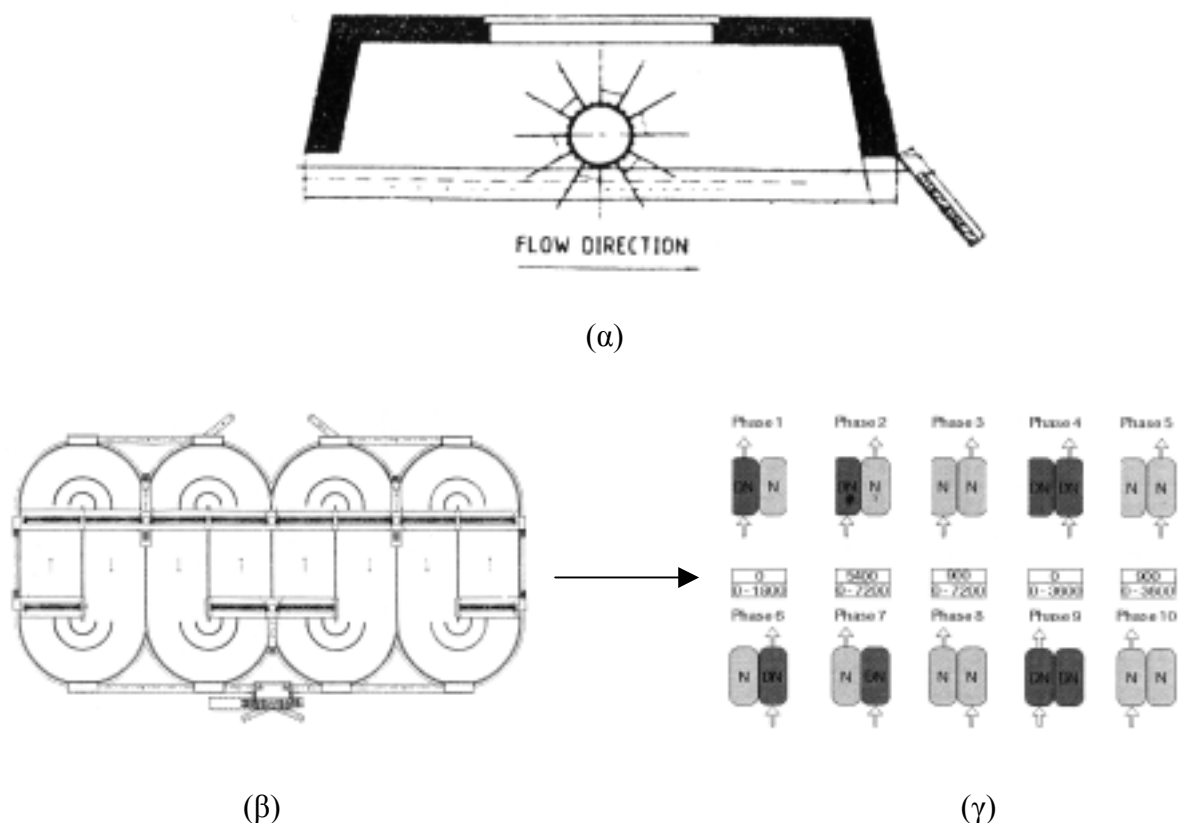 FLOW DIRECTION
(α)
Phase 1 Phase 2 Phase 3 Phase 4 Phase 5
DN N DN N N N DN DN N N
0 5400 900 0 900
0-1800 0-7200 0-7200 0-3600 0-3600
Phase 6 Phase 7 Phase 8 Phase 9 Phase 10
N DN N DN N N DN DN N N
(β) (γ)